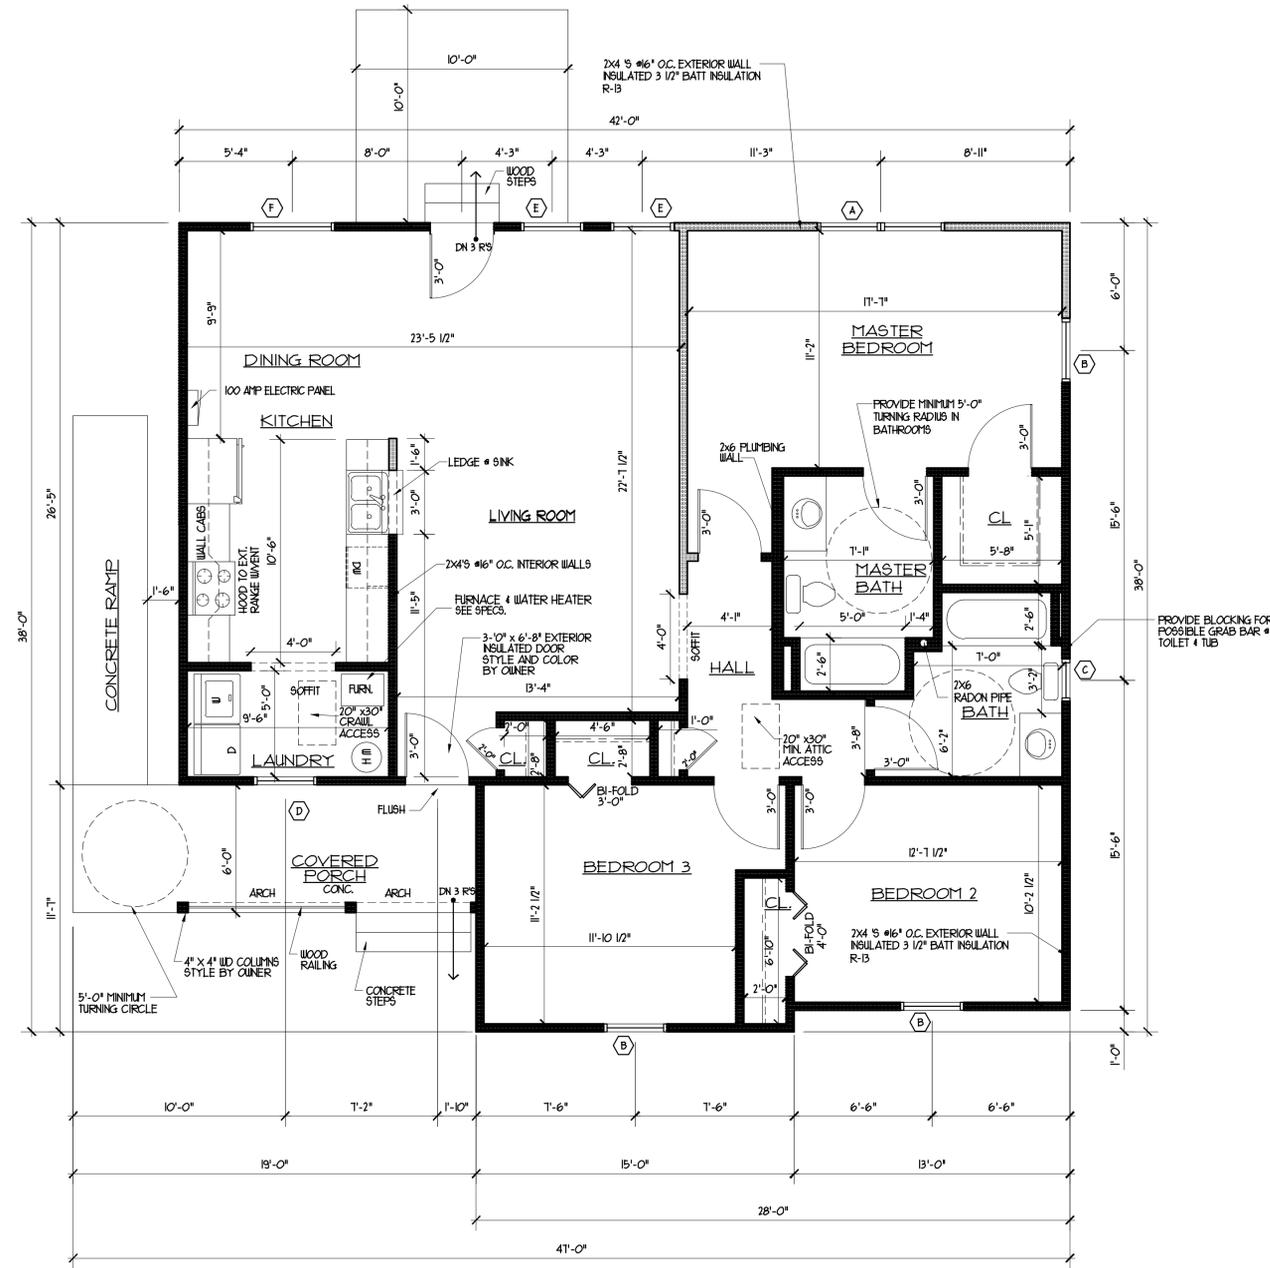 10'-0"
10'-0"
2X4 'S @16" O.C. EXTERIOR WALL
INSULATED 3 1/2" BATT INSULATION
R-13
42'-0"
5'-4"
8'-0"
4'-3"
4'-3"
11'-3"
8'-11"
WOOD
STEPS
F
E
E
A
DN 3 R'S
3'-0"
9'-9"
23'-5 1/2"
DINING ROOM
100 AMP ELECTRIC PANEL
KITCHEN
17'-7"
MASTER
BEDROOM
11'-2"
6'-0"
B
PROVIDE MINIMUM 5'-0"
TURNING RADIUS IN
BATHROOMS
3'-0"
2x6 PLUMBING
WALL
1'-6"
LEDGE @ SINK
3'-0"
22'-7 1/2"
LIVING ROOM
3'-0"
3'-0"
CL
5'-1"
5'-8"
26'-5"
15'-6"
38'-0"
38'-0"
WALL CABS
HOOD TO EXT.
RANGE W/VENT
10'-6"
DW
2X4'S @16" O.C. INTERIOR WALLS
11'-5"
7'-1"
MASTER
BATH
CONCRETE RAMP
1'-6"
FURNACE & WATER HEATER
SEE SPECS.
4'-0"
3-'0" x 6'-8" EXTERIOR
INSULATED DOOR
STYLE AND COLOR
BY OWNER
4'-0"
SOFFIT
4'-1"
5'-0"
1'-4"
2'-6"
PROVIDE BLOCKING FOR
POSSIBLE GRAB BAR @
TOILET & TUB
HALL
2'-6"
7'-0"
3'-2"
C
W
5'-0"
SOFFIT
FURN.
9'-6"
20" x30"
CRAWL
ACCESS
13'-4"
2X6
RADON PIPE
BATH
D
LAUNDRY
WH
3'-0"
2'-0"
2'-0"
CL.
2'-8"
4'-6"
CL.
2'-8"
1'-0"
2'-0"
20" x30"
MIN. ATTIC
ACCESS
3'-8"
6'-2"
3'-0"
D
FLUSH
BI-FOLD
3'-0"
3'-0"
3'-0"
6'-0"
COVERED
PORCH
CONC.
ARCH
ARCH
DN 3 R'S
BEDROOM 3
11'-2 1/2"
12'-7 1/2"
BEDROOM 2
10'-2 1/2"
15'-6"
11'-7"
CL.
BI-FOLD
4'-0"
6'-10"
2'-0"
11'-10 1/2"
2X4 'S @16" O.C. EXTERIOR WALL
INSULATED 3 1/2" BATT INSULATION
R-13
4" X 4" WD COLUMNS
STYLE BY OWNER
WOOD
RAILING
CONCRETE
STEPS
5'-0" MINIMUM
TURNING CIRCLE
B
B
1'-0"
10'-0"
7'-2"
1'-10"
7'-6"
7'-6"
6'-6"
6'-6"
19'-0"
15'-0"
13'-0"
28'-0"
47'-0"